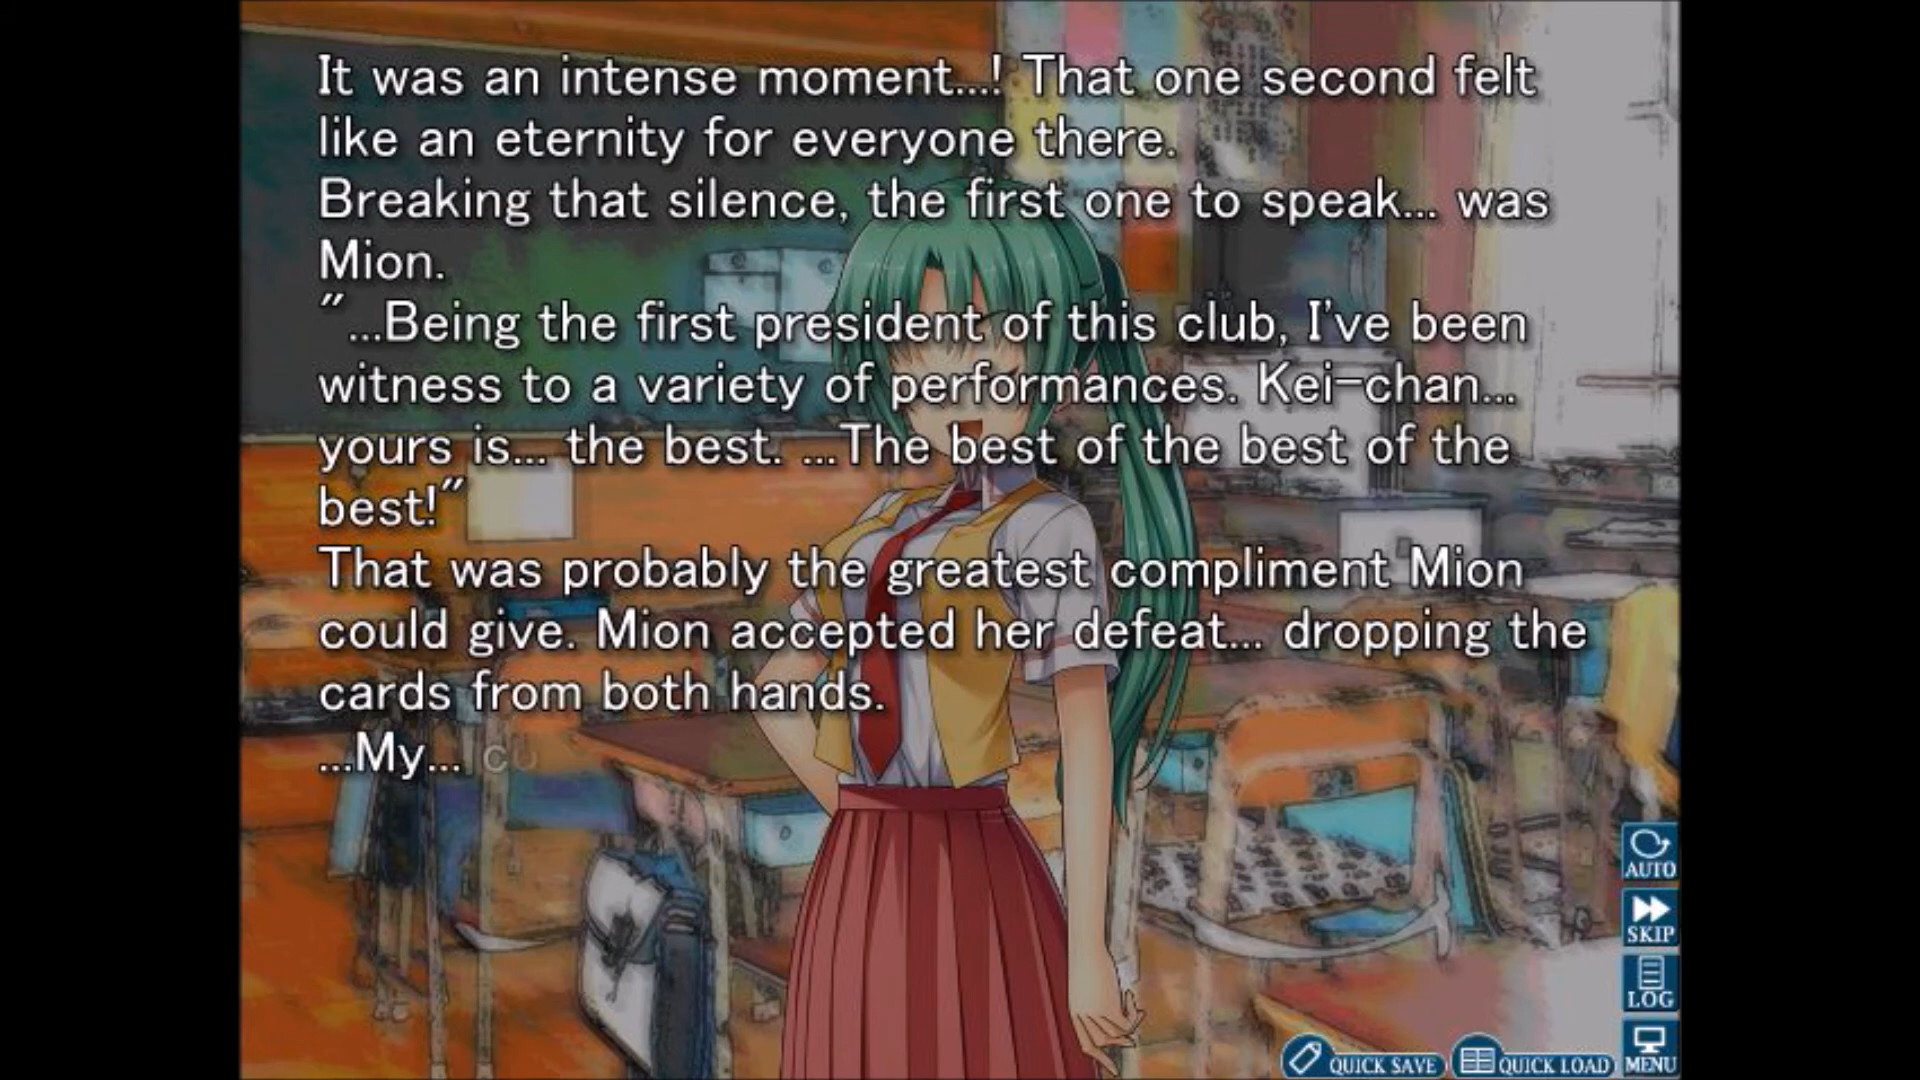 It was an intense moment...! That one second felt
like an eternity for everyone there.
Breaking that silence, the first one to speak... was
Mion.
"...Being the first president of this club, I've been
witness to a variety of performances. Kei-chan...
yours is... the best. ...The best of the best of the
best!"
That was probably the greatest compliment Mion
could give. Mion accepted her defeat... dropping the
cards from both hands.
...My... cu
AUTO
SKIP
LOG
MENU
QUICK SAVE
QUICK LOAD